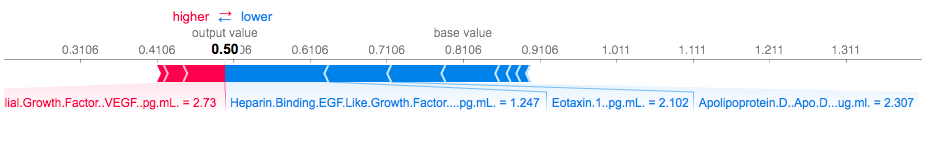 higher ⇄ lower
output value base value
0.3106 0.4106 0.50 06 0.6106 0.7106 0.8106 0.9106 1.011 1.111 1.211 1.311
lial.Growth.Factor..VEGF..pg.mL. = 2.73 Heparin.Binding.EGF.Like.Growth.Factor....pg.mL. = 1.247 Eotaxin.1..pg.mL. = 2.102 Apolipoprotein.D..Apo.D...ug.ml. = 2.307